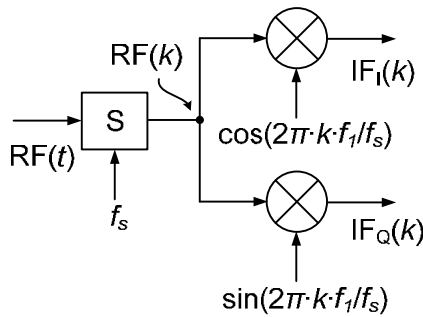 RF(k)
IF_I(k)
S
cos(2π·k·f_1/f_s)
RF(t)
f_s
IF_Q(k)
sin(2π·k·f_1/f_s)